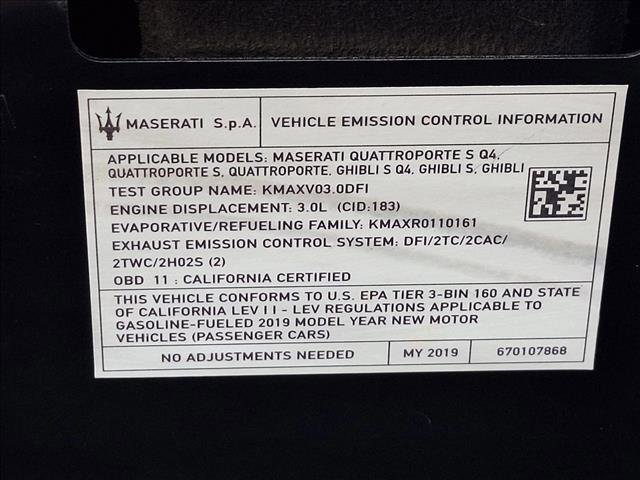 MASERATI S.p.A. VEHICLE EMISSION CONTROL INFORMATION
APPLICABLE MODELS: MASERATI QUATTROPORTE S Q4,
QUATTROPORTE S, QUATTROPORTE, GHIBLI S Q4, GHIBLI S, GHIBLI
TEST GROUP NAME: KMAXV03.0DFI
ENGINE DISPLACEMENT: 3.0L (CID:183)
EVAPORATIVE/REFUELING FAMILY: KMAXR0110161
EXHAUST EMISSION CONTROL SYSTEM: DFI/2TC/2CAC/
2TWC/2H02S (2)
OBD 11 : CALIFORNIA CERTIFIED
THIS VEHICLE CONFORMS TO U.S. EPA TIER 3-BIN 160 AND STATE
OF CALIFORNIA LEV I I - LEV REGULATIONS APPLICABLE TO
GASOLINE-FUELED 2019 MODEL YEAR NEW MOTOR
VEHiCLES (PASSENGER CARS)
NO ADJUSTMENTS NEEDED MY 2019 670107868